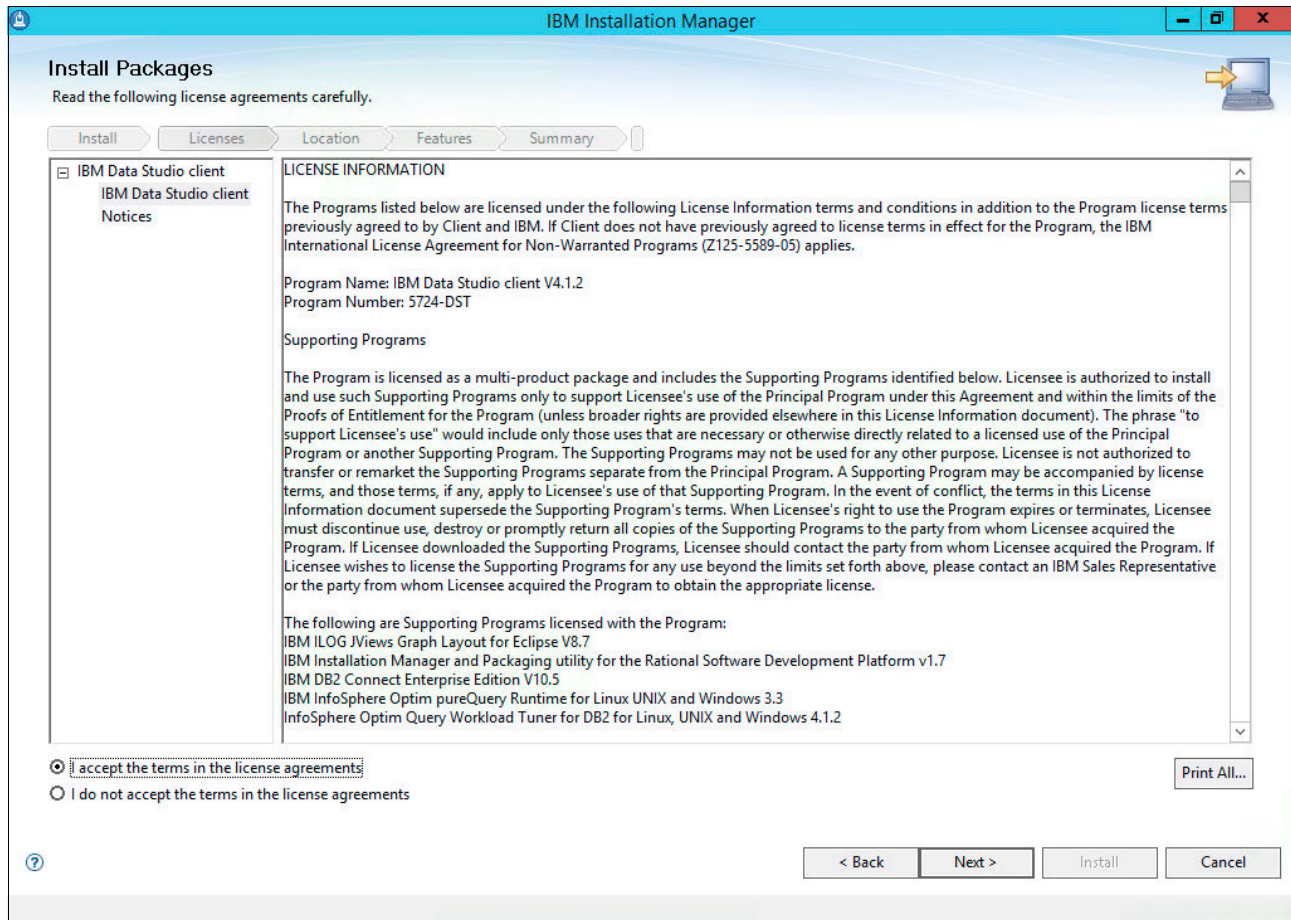 IBM Installation Manager
Install Packages
Read the following license agreements carefully.
Install
Licenses
Location
Features
Summary
IBM Data Studio client
IBM Data Studio client
Notices
LICENSE INFORMATION
The Programs listed below are licensed under the following License Information terms and conditions in addition to the Program license terms
previously agreed to by Client and IBM. If Client does not have previously agreed to license terms in effect for the Program, the IBM
International License Agreement for Non-Warranted Programs (Z125-5589-05) applies.
Program Name: IBM Data Studio client V4.1.2
Program Number: 5724-DST
Supporting Programs
The Program is licensed as a multi-product package and includes the Supporting Programs identified below. Licensee is authorized to install
and use such Supporting Programs only to support Licensee's use of the Principal Program under this Agreement and within the limits of the
Proofs of Entitlement for the Program (unless broader rights are provided elsewhere in this License Information document). The phrase "to
support Licensee's use" would include only those uses that are necessary or otherwise directly related to a licensed use of the Principal
Program or another Supporting Program. The Supporting Programs may not be used for any other purpose. Licensee is not authorized to
transfer or remarket the Supporting Programs separate from the Principal Program. A Supporting Program may be accompanied by license
terms, and those terms, if any, apply to Licensee's use of that Supporting Program. In the event of conflict, the terms in this License
Information document supersede the Supporting Program's terms. When Licensee's right to use the Program expires or terminates, Licensee
must discontinue use, destroy or promptly return all copies of the Supporting Programs to the party from whom Licensee acquired the
Program. If Licensee downloaded the Supporting Programs, Licensee should contact the party from whom Licensee acquired the Program. If
Licensee wishes to license the Supporting Programs for any use beyond the limits set forth above, please contact an IBM Sales Representative
or the party from whom Licensee acquired the Program to obtain the appropriate license.
The following are Supporting Programs licensed with the Program:
IBM ILOG JViews Graph Layout for Eclipse V8.7
IBM Installation Manager and Packaging utility for the Rational Software Development Platform v1.7
IBM DB2 Connect Enterprise Edition V10.5
IBM InfoSphere Optim pureQuery Runtime for Linux UNIX and Windows 3.3
InfoSphere Optim Query Workload Tuner for DB2 for Linux, UNIX and Windows 4.1.2
I accept the terms in the license agreements
Print All...
I do not accept the terms in the license agreements
?
< Back
Next >
Install
Cancel